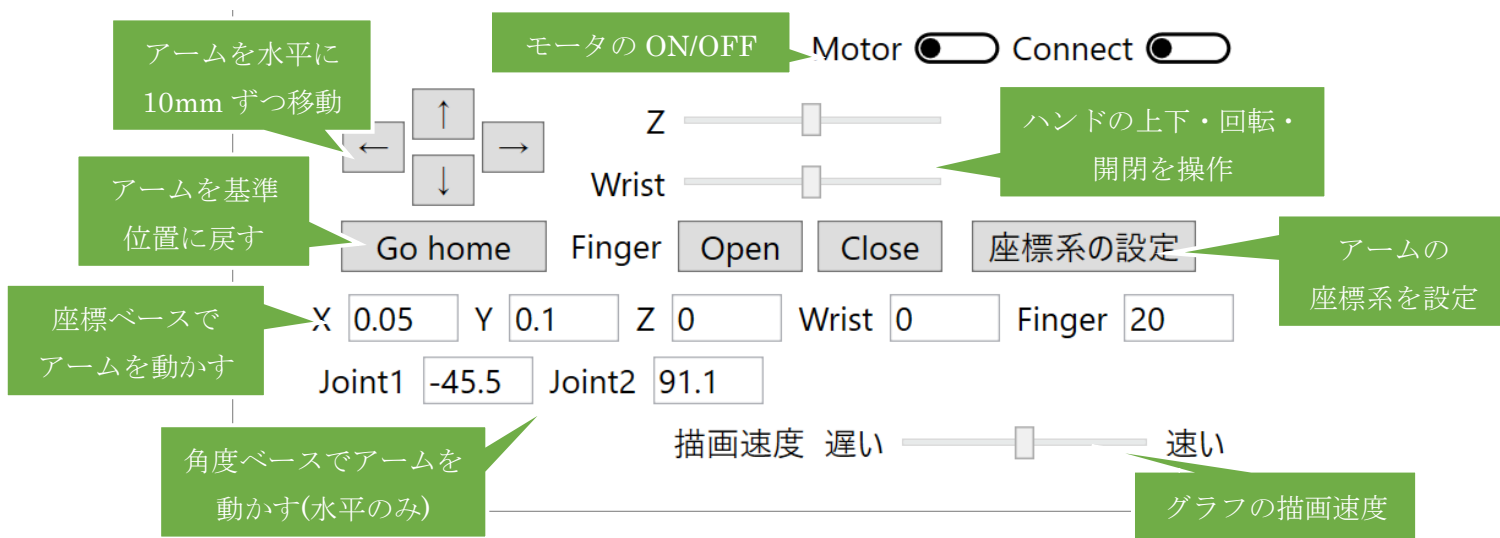 アームを水平に
10mm ずつ移動
モータの ON/OFF
Motor Connect
↑
← →
↓
Z
Wrist
ハンドの上下・回転・
開閉を操作
アームを基準
位置に戻す
Go home Finger Open Close 座標系の設定
アームの
座標系を設定
座標ベースで
アームを動かす
X 0.05 Y 0.1 Z 0 Wrist 0 Finger 20
Joint1 -45.5 Joint2 91.1
角度ベースでアームを
動かす(水平のみ)
描画速度 遅い 速い
グラフの描画速度